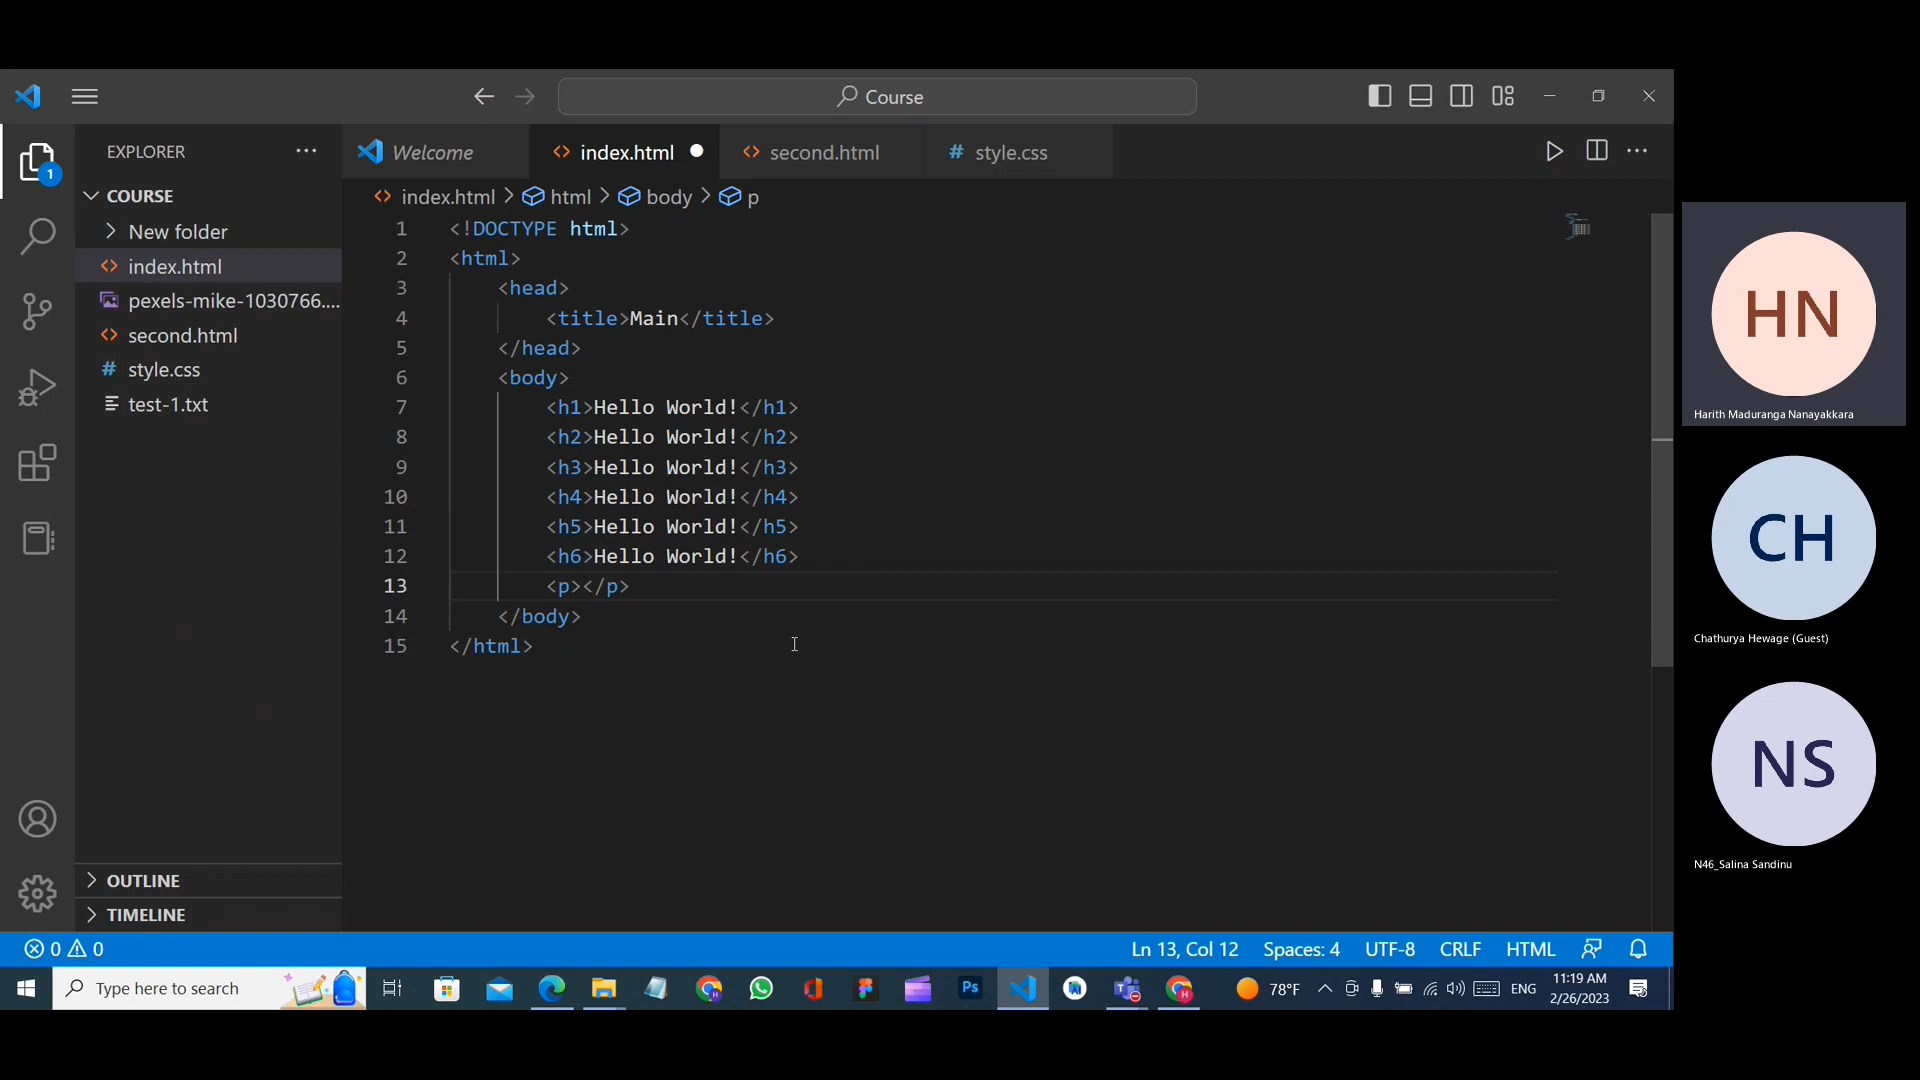 Course
EXPLORER
1
COURSE
New folder
index.html
pexels-mike-1030766....
second.html
style.css
test-1.txt
OUTLINE
TIMELINE
Welcome
index.html
second.html
style.css
index.html > html > body > p
1 <!DOCTYPE html>
2 <html>
3 <head>
4 <title>Main</title>
5 </head>
6 <body>
7 <h1>Hello World!</h1>
8 <h2>Hello World!</h2>
9 <h3>Hello World!</h3>
10 <h4>Hello World!</h4>
11 <h5>Hello World!</h5>
12 <h6>Hello World!</h6>
13 <p></p>
14 </body>
15 </html>
HN
Harith Maduranga Nanayakkara
CH
Chathurya Hewage (Guest)
NS
N46_Salina Sandinu
0 0
Ln 13, Col 12 Spaces: 4 UTF-8 CRLF HTML
Type here to search
Ps
78°F
ENG
11:19 AM
2/26/2023